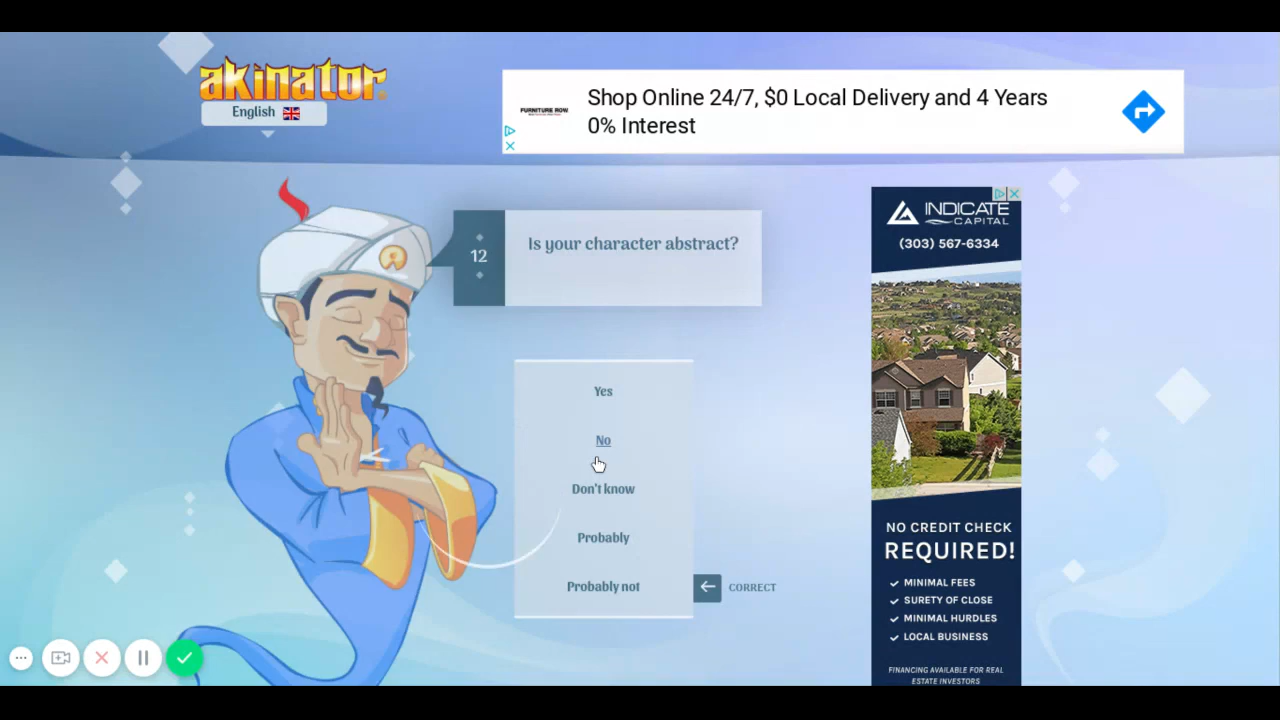 akinator
English
FURNITURE ROW
Shop Online 24/7, $0 Local Delivery and 4 Years
0% Interest
12
Is your character abstract?
Yes
No
Don't know
Probably
Probably not
CORRECT
INDICATE
CAPITAL
(303) 567-6334
NO CREDIT CHECK
REQUIRED!
MINIMAL FEES
SURETY OF CLOSE
MINIMAL HURDLES
LOCAL BUSINESS
FINANCING AVAILABLE FOR REAL
ESTATE INVESTORS